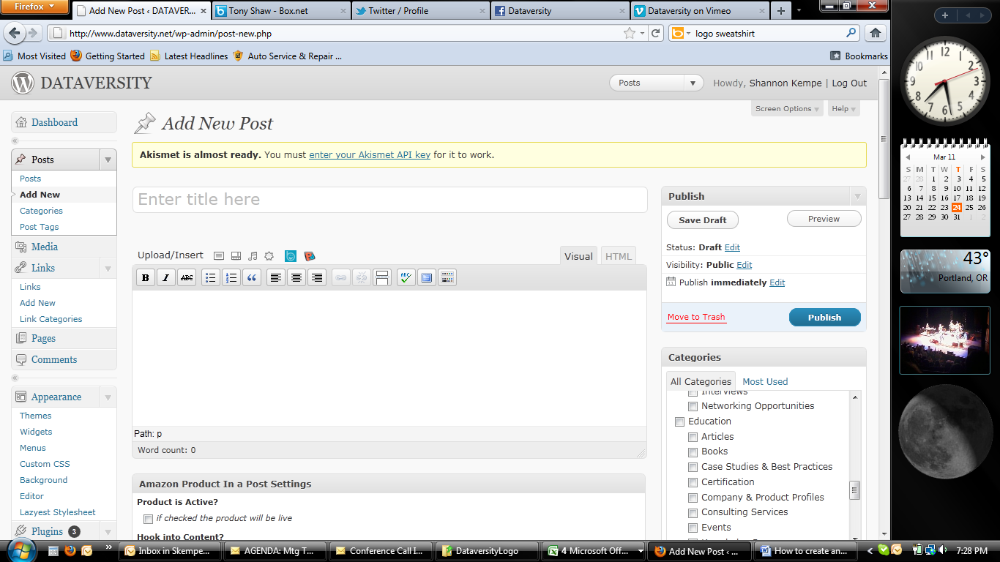 Firefox
Add New Post ‹ DATAVER...
Tony Shaw - Box.net
Twitter / Profile
Dataversity
Dataversity on Vimeo
http://www.dataversity.net/wp-admin/post-new.php
logo sweatshirt
Most Visited
Getting Started
Latest Headlines
Auto Service & Repair ...
Bookmarks
DATAVERSITY
Posts
Howdy, Shannon Kempe | Log Out
Screen Options
Help
Dashboard
Add New Post
Akismet is almost ready. You must enter your Akismet API key for it to work.
Posts
Posts
Add New
Categories
Post Tags
Media
Links
Links
Add New
Link Categories
Pages
Comments
Appearance
Themes
Widgets
Menus
Custom CSS
Background
Editor
Lazyest Stylesheet
Plugins 3
Enter title here
Upload/Insert
Visual
HTML
B I ABC
ABC
Path: p
Word count: 0
Amazon Product In a Post Settings
Product is Active?
if checked the product will be live
Hook into Content?
Publish
Save Draft
Preview
Status: Draft Edit
Visibility: Public Edit
Publish immediately Edit
Move to Trash
Publish
Categories
All Categories
Most Used
Interviews
Networking Opportunities
Education
Articles
Books
Case Studies & Best Practices
Certification
Company & Product Profiles
Consulting Services
Events
12
1
2
3
4
5
6
7
8
9
10
11
Mar 11
S M T W T F S
27 28 1 2 3 4 5
6 7 8 9 10 11 12
13 14 15 16 17 18 19
20 21 22 23 24 25 26
27 28 29 30 31 1 2
43°
Portland, OR
Inbox in Skempe...
AGENDA: Mtg T...
Conference Call I...
DataversityLogo
4 Microsoft Off...
Add New Post ‹ ...
How to create an...
7:28 PM